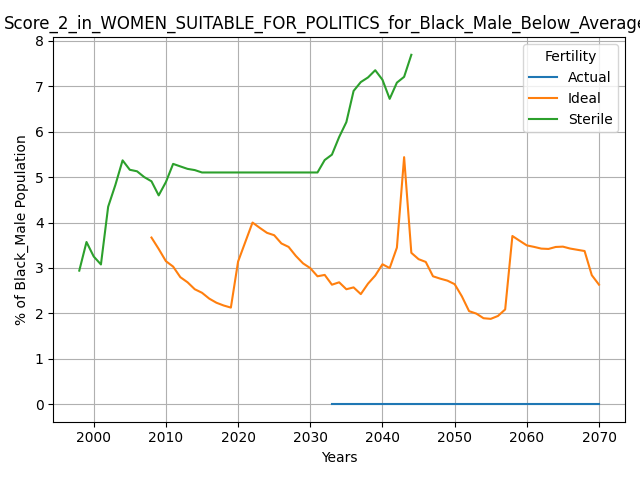 Score_2_in_WOMEN_SUITABLE_FOR_POLITICS_for_Black_Male_Below_Average
% of Black_Male Population
8
7
6
5
4
3
2
1
0
Fertility
Actual
Ideal
Sterile
2000 2010 2020 2030 2040 2050 2060 2070
Years